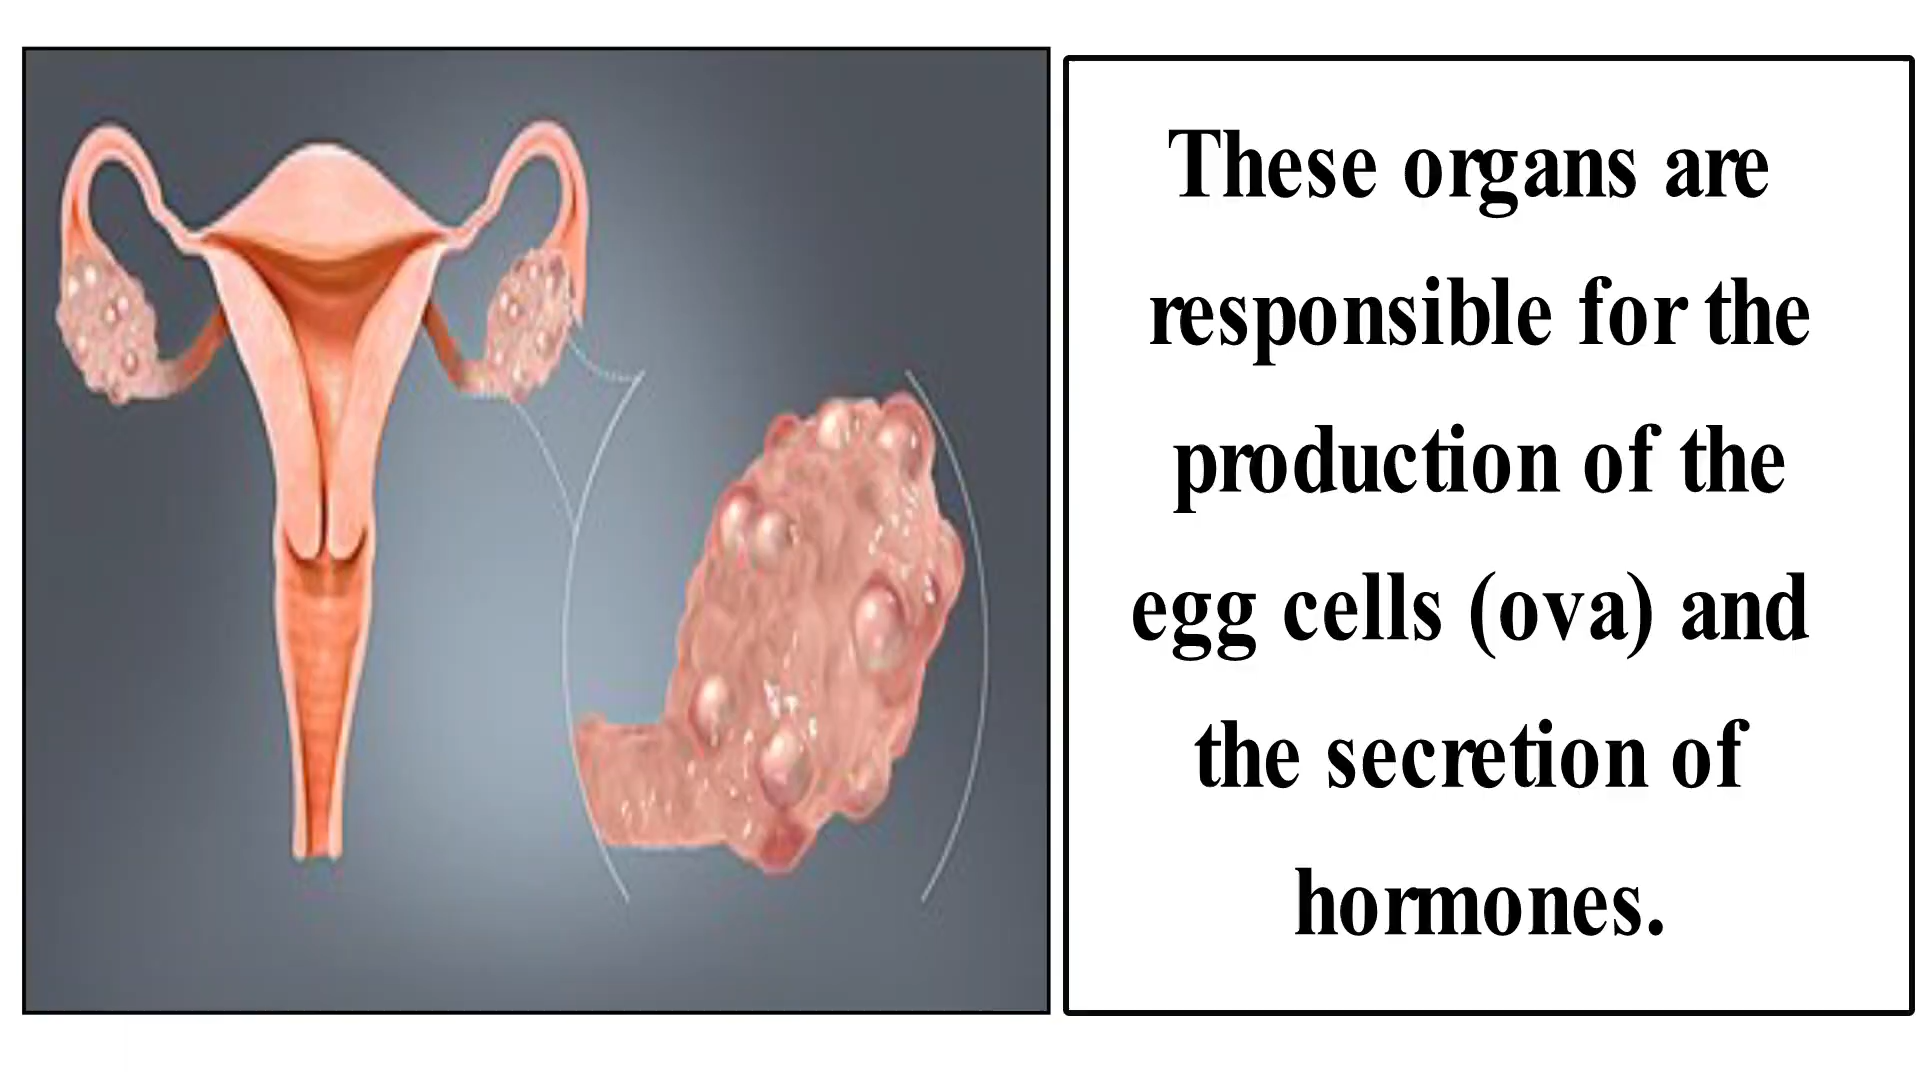 These organs are
responsible for the
production of the
egg cells (ova) and
the secretion of
hormones.